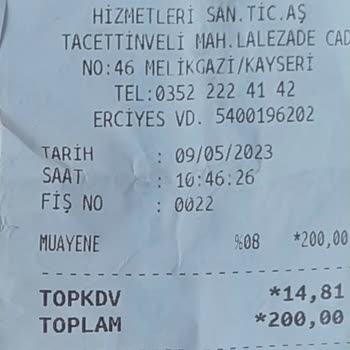 HİZMETLERİ SAN.TİC.AŞ
TACETTİNVELİ MAH.LALEZADE CAD
NO:46 MELİKGAZİ/KAYSERİ
TEL:0352 222 41 42
ERCİYES VD. 5400196202
TARİH : 09/05/2023
SAAT : 10:46:26
FİŞ NO : 0022
MUAYENE %08 *200,00
TOPKDV *14,81
TOPLAM *200,00